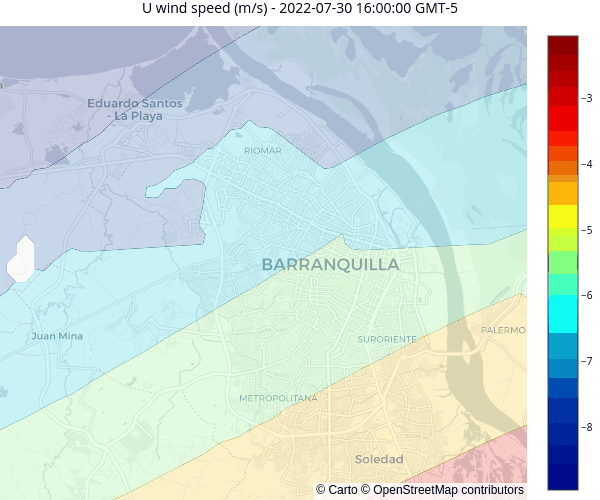 U wind speed (m/s) - 2022-07-30 16:00:00 GMT-5
Eduardo Santos
- La Playa
RIOMAR
BARRANQUILLA
Juan Mina
SURORIENTE
PALERMO
METROPOLITANA
Soledad
−3
−4
−5
−6
−7
−8
© Carto © OpenStreetMap contributors